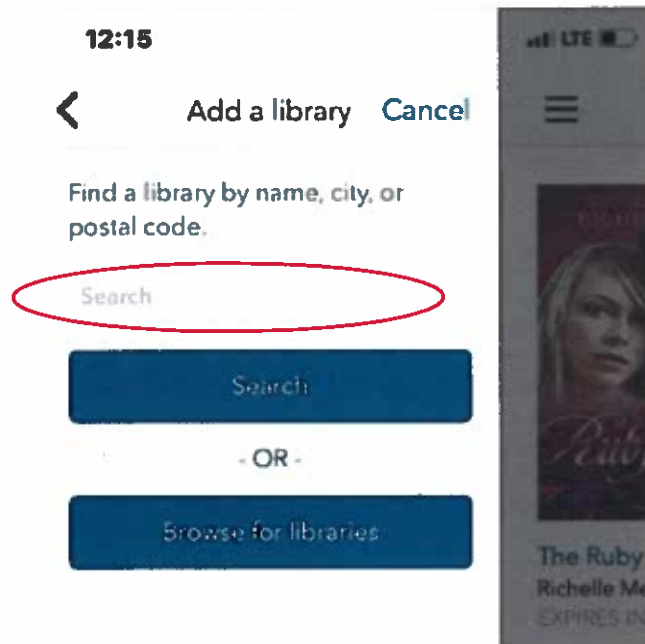 12:15
LTE
Add a library Cancel
Find a library by name, city, or
postal code.
Search
Search
- OR -
Browse for libraries
The Ruby
Richelle Me
EXPIRES IN